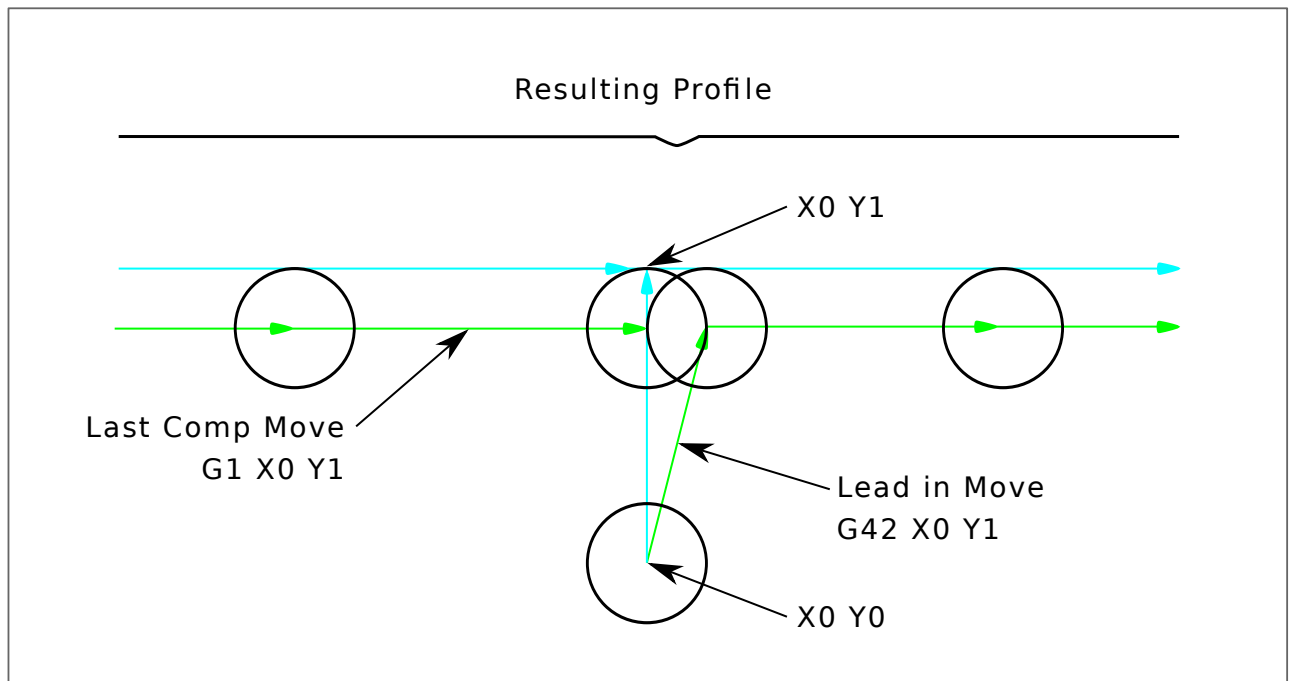 Resulting Profile
X0 Y1
Last Comp Move
G1 X0 Y1
Lead in Move
G42 X0 Y1
X0 Y0